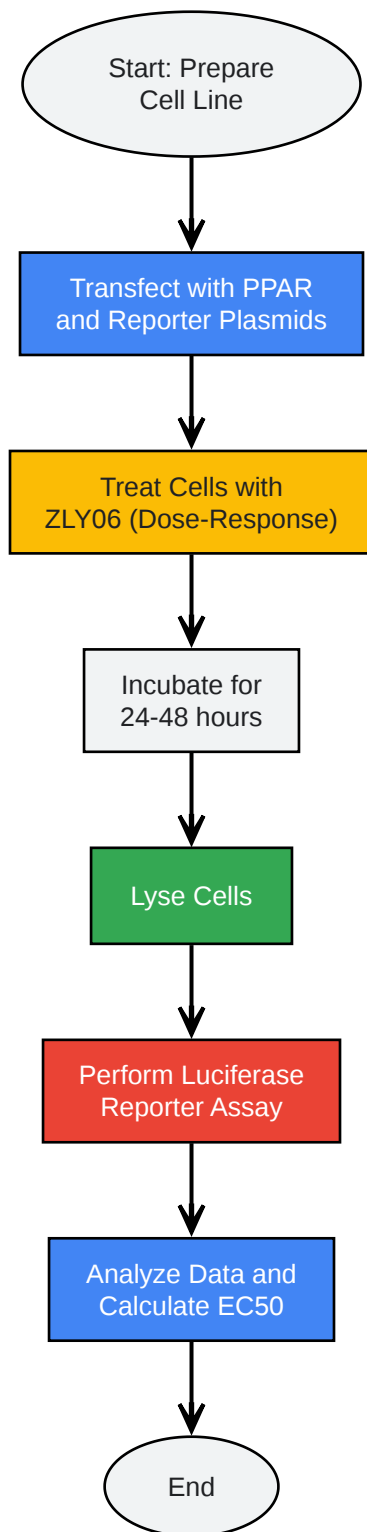 Start: Prepare
Cell Line
Transfect with PPAR
and Reporter Plasmids
Treat Cells with
ZLY06 (Dose-Response)
Incubate for
24-48 hours
Lyse Cells
Perform Luciferase
Reporter Assay
Analyze Data and
Calculate EC50
End